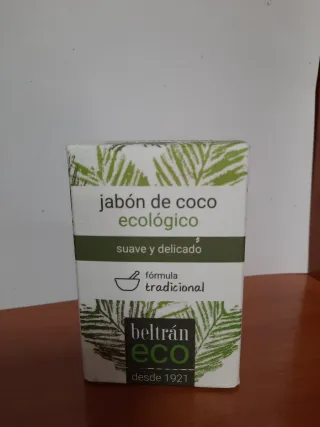 jabón de coco
ecológico
suave y delicado
fórmula
tradicional
beltrán
eco
desde 1921